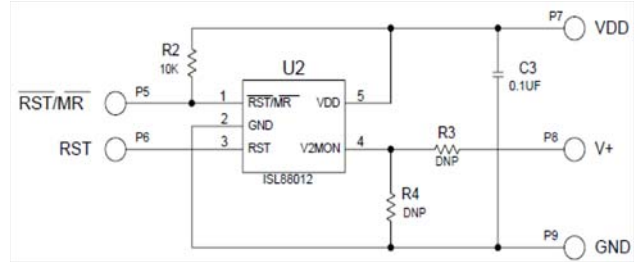 P7
VDD
R2
10K
U2
C3
0.1UF
RST/MR
P5
1
RST/MR
VDD
5
2
GND
R3
RST
P6
3
RST
V2MON
4
DNP
P8
V+
ISL88012
R4
DNP
P9
GND